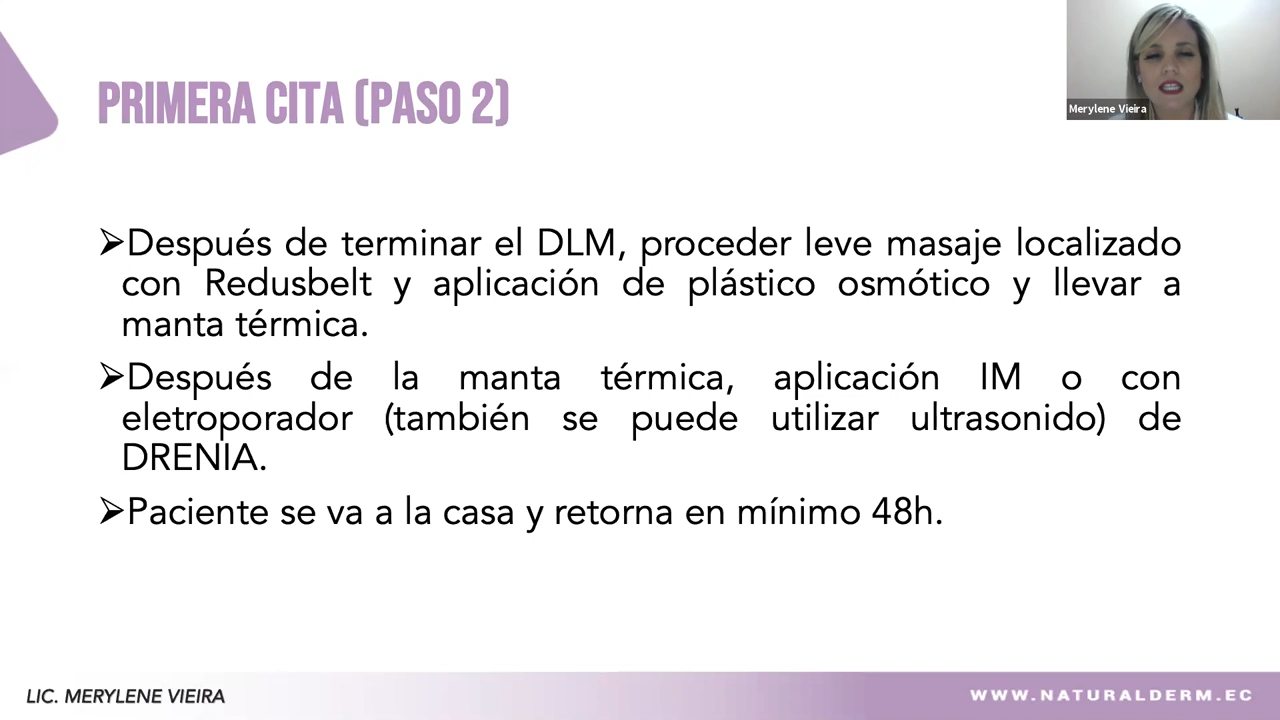 Merylene Vieira
PRIMERA CITA (PASO 2)
➢Después de terminar el DLM, proceder leve masaje localizado
con Redusbelt y aplicación de plástico osmótico y llevar a
manta térmica.
➢Después de la manta térmica, aplicación IM o con
eletroporador (también se puede utilizar ultrasonido) de
DRENIA.
➢Paciente se va a la casa y retorna en mínimo 48h.
LIC. MERYLENE VIEIRA
WWW.NATURALDERM.EC